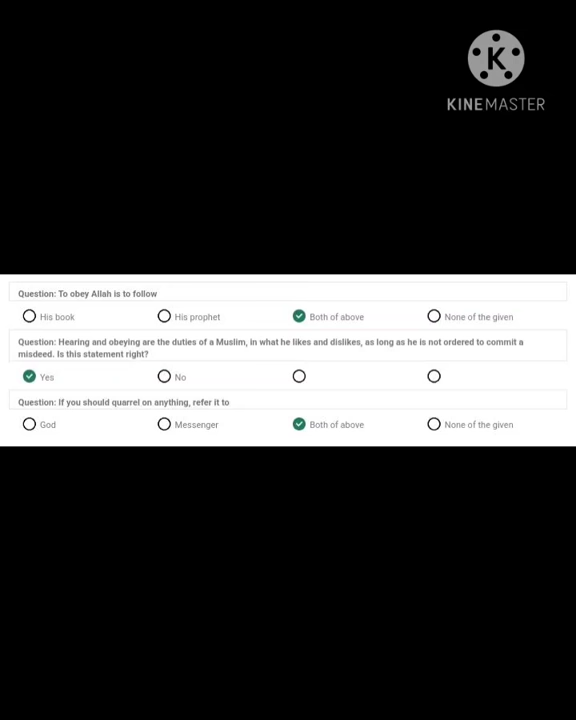 K
KINEMASTER
Question: To obey Allah is to follow
His book His prophet Both of above None of the given
Question: Hearing and obeying are the duties of a Muslim, in what he likes and dislikes, as long as he is not ordered to commit a
misdeed. Is this statement right?
Yes No
Question: If you should quarrel on anything, refer it to
God Messenger Both of above None of the given